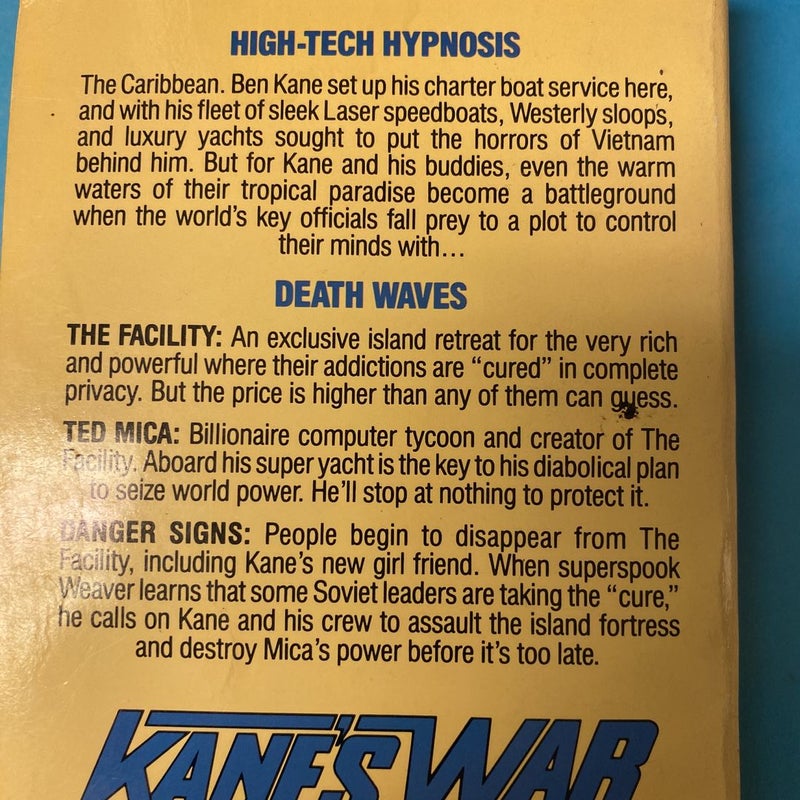 HIGH-TECH HYPNOSIS
The Caribbean. Ben Kane set up his charter boat service here,
and with his fleet of sleek Laser speedboats, Westerly sloops,
and luxury yachts sought to put the horrors of Vietnam
behind him. But for Kane and his buddies, even the warm
waters of their tropical paradise become a battleground
when the world's key officials fall prey to a plot to control
their minds with...
DEATH WAVES
THE FACILITY: An exclusive island retreat for the very rich
and powerful where their addictions are "cured" in complete
privacy. But the price is higher than any of them can guess.
TED MICA: Billionaire computer tycoon and creator of The
Facility. Aboard his super yacht is the key to his diabolical plan
to seize world power. He'll stop at nothing to protect it.
DANGER SIGNS: People begin to disappear from The
Facility, including Kane's new girl friend. When superspook
Weaver learns that some Soviet leaders are taking the "cure,"
he calls on Kane and his crew to assault the island fortress
and destroy Mica's power before it's too late.
KANE'S WAR